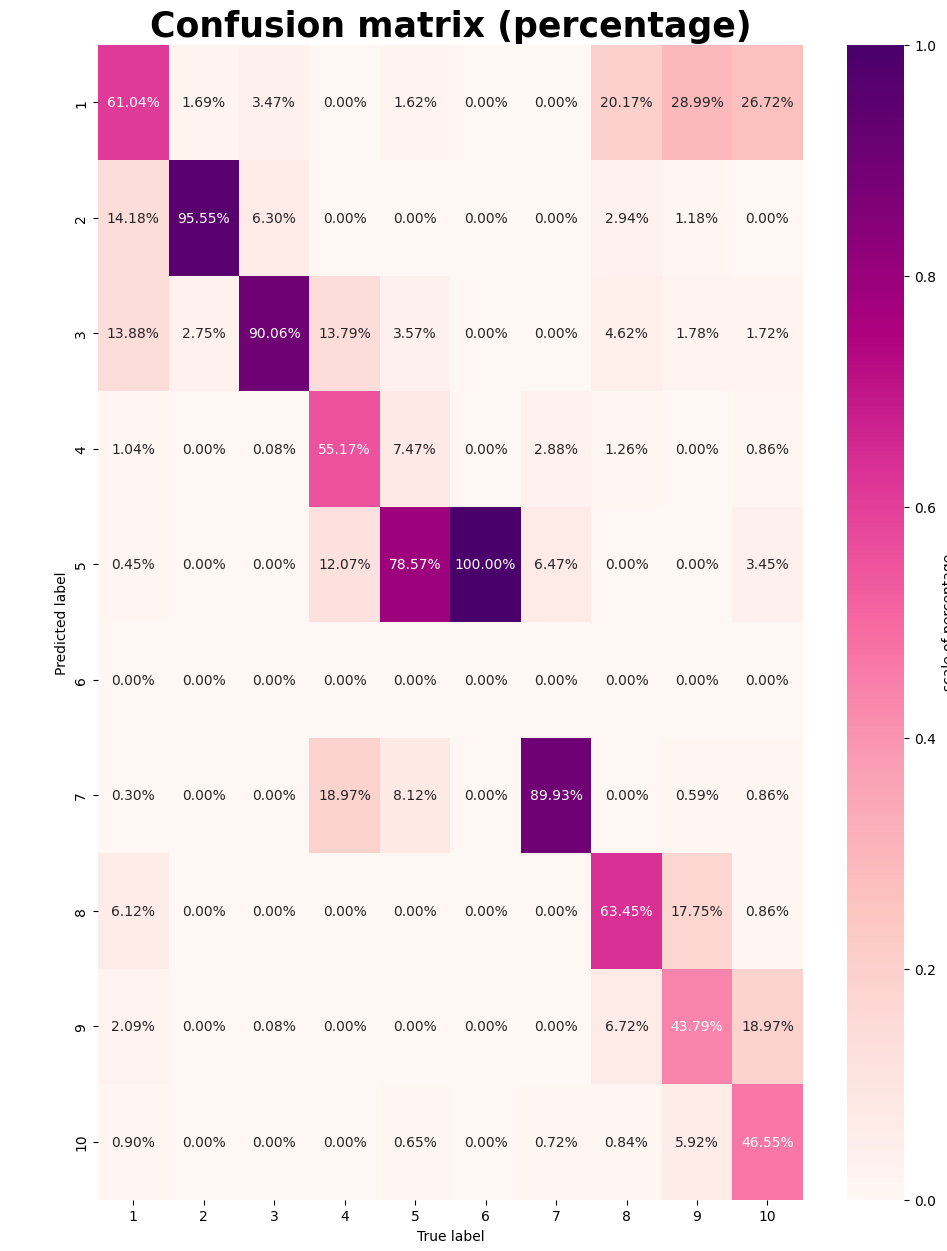 Confusion matrix (percentage)
1 61.04% 1.69% 3.47% 0.00% 1.62% 0.00% 0.00% 20.17% 28.99% 26.72%
2 14.18% 95.55% 6.30% 0.00% 0.00% 0.00% 0.00% 2.94% 1.18% 0.00%
3 13.88% 2.75% 90.06% 13.79% 3.57% 0.00% 0.00% 4.62% 1.78% 1.72%
4 1.04% 0.00% 0.08% 55.17% 7.47% 0.00% 2.88% 1.26% 0.00% 0.86%
5 0.45% 0.00% 0.00% 12.07% 78.57% 100.00% 6.47% 0.00% 0.00% 3.45%
6 0.00% 0.00% 0.00% 0.00% 0.00% 0.00% 0.00% 0.00% 0.00% 0.00%
7 0.30% 0.00% 0.00% 18.97% 8.12% 0.00% 89.93% 0.00% 0.59% 0.86%
8 6.12% 0.00% 0.00% 0.00% 0.00% 0.00% 0.00% 63.45% 17.75% 0.86%
9 2.09% 0.00% 0.08% 0.00% 0.00% 0.00% 0.00% 6.72% 43.79% 18.97%
10 0.90% 0.00% 0.00% 0.00% 0.65% 0.00% 0.72% 0.84% 5.92% 46.55%
1 2 3 4 5 6 7 8 9 10
True label
Predicted label
1.0
0.8
0.6
0.4
0.2
0.0
scale of percentage